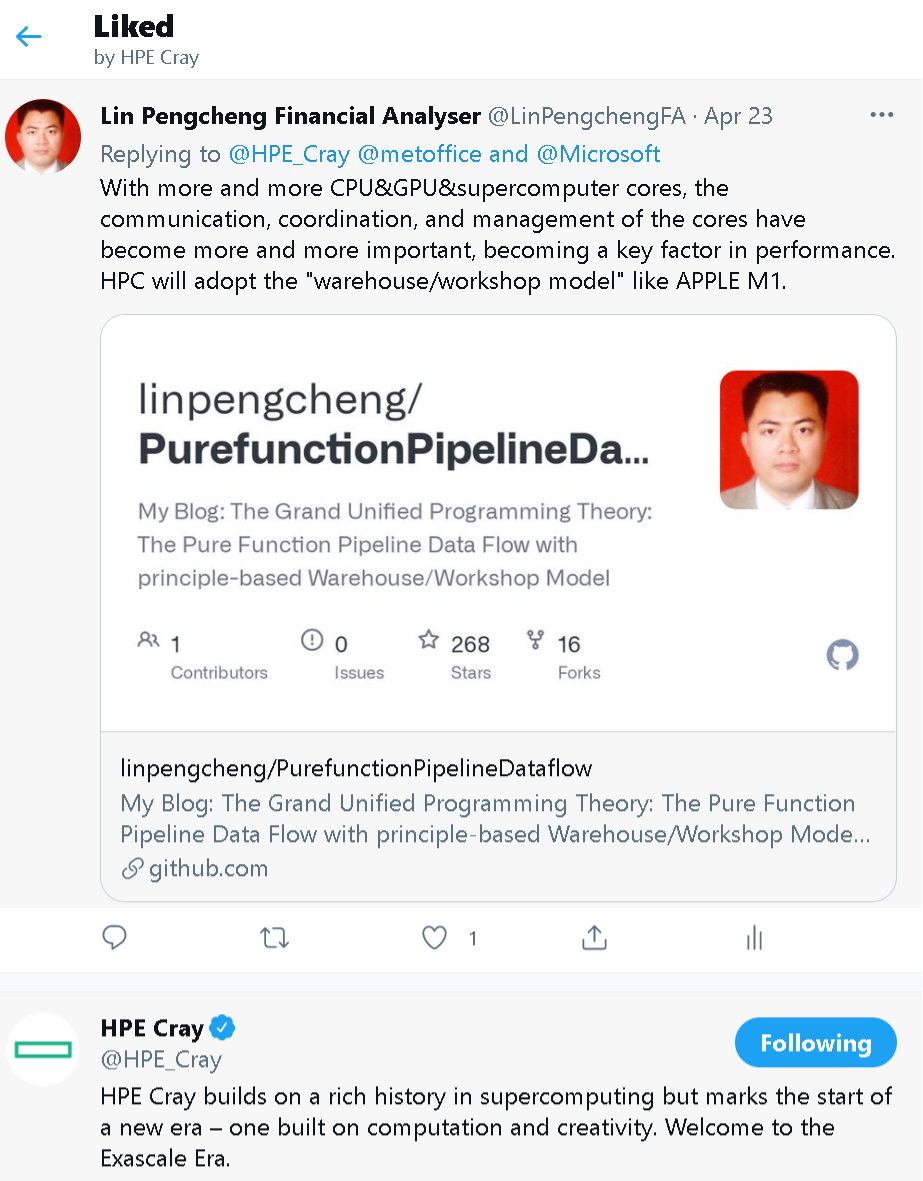 Liked
by HPE Cray
Lin Pengcheng Financial Analyser @LinPengchengFA · Apr 23
Replying to @HPE_Cray @metoffice and @Microsoft
With more and more CPU&GPU&supercomputer cores, the
communication, coordination, and management of the cores have
become more and more important, becoming a key factor in performance.
HPC will adopt the "warehouse/workshop model" like APPLE M1.
linpengcheng/
PurefunctionPipelineDa...
My Blog: The Grand Unified Programming Theory:
The Pure Function Pipeline Data Flow with
principle-based Warehouse/Workshop Model
1 0 268 16
Contributors Issues Stars Forks
linpengcheng/PurefunctionPipelineDataflow
My Blog: The Grand Unified Programming Theory: The Pure Function
Pipeline Data Flow with principle-based Warehouse/Workshop Mode...
github.com
1
HPE Cray
Following
@HPE_Cray
HPE Cray builds on a rich history in supercomputing but marks the start of
a new era – one built on computation and creativity. Welcome to the
Exascale Era.